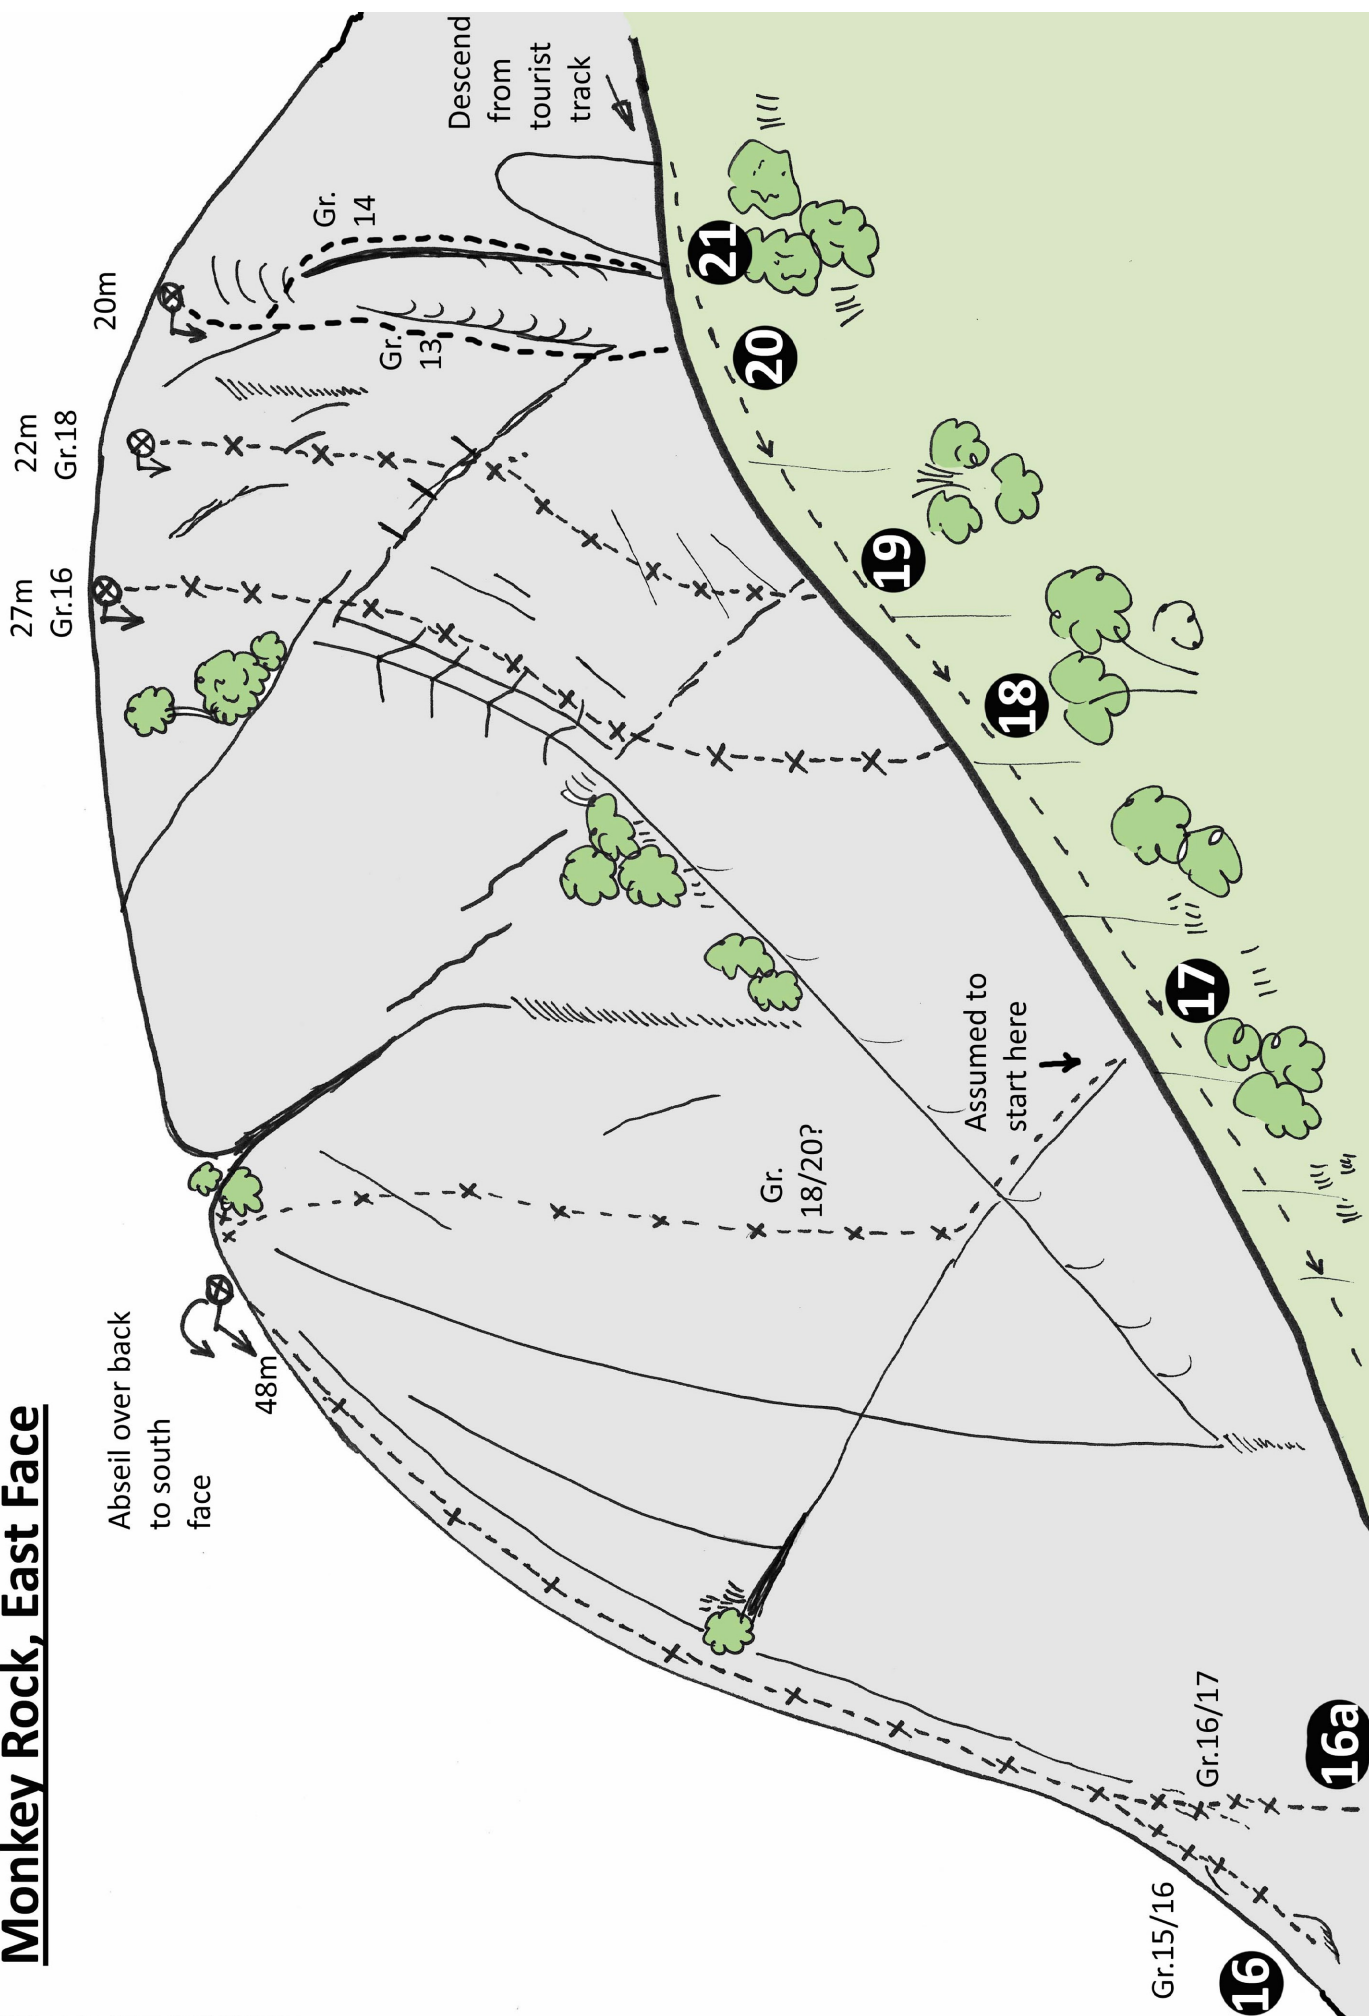 Monkey Rock, East Face
Abseil over back
to south
face
48m
27m
Gr.16
22m
Gr.18
20m
Gr.
14
Gr.
13
Descend
from
tourist
track
Gr.
18/20?
Assumed to
start here
Gr.15/16
Gr.16/17
16
16a
17
18
19
20
21